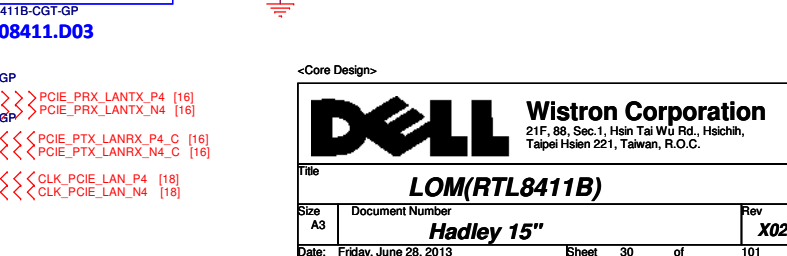 411B-CGT-GP
08411.D03
<Core Design>
GP
PCIE_PRX_LANTX_P4 [16]
PCIE_PRX_LANTX_N4 [16]
GP
PCIE_PTX_LANRX_P4_C [16]
PCIE_PTX_LANRX_N4_C [16]
CLK_PCIE_LAN_P4 [18]
CLK_PCIE_LAN_N4 [18]
DELL
Wistron Corporation
21F, 88, Sec.1, Hsin Tai Wu Rd., Hsichih,
Taipei Hsien 221, Taiwan, R.O.C.
Title
LOM(RTL8411B)
Size
A3
Document Number
Hadley 15"
Rev
X02
Date: Friday, June 28, 2013 Sheet 30 of 101